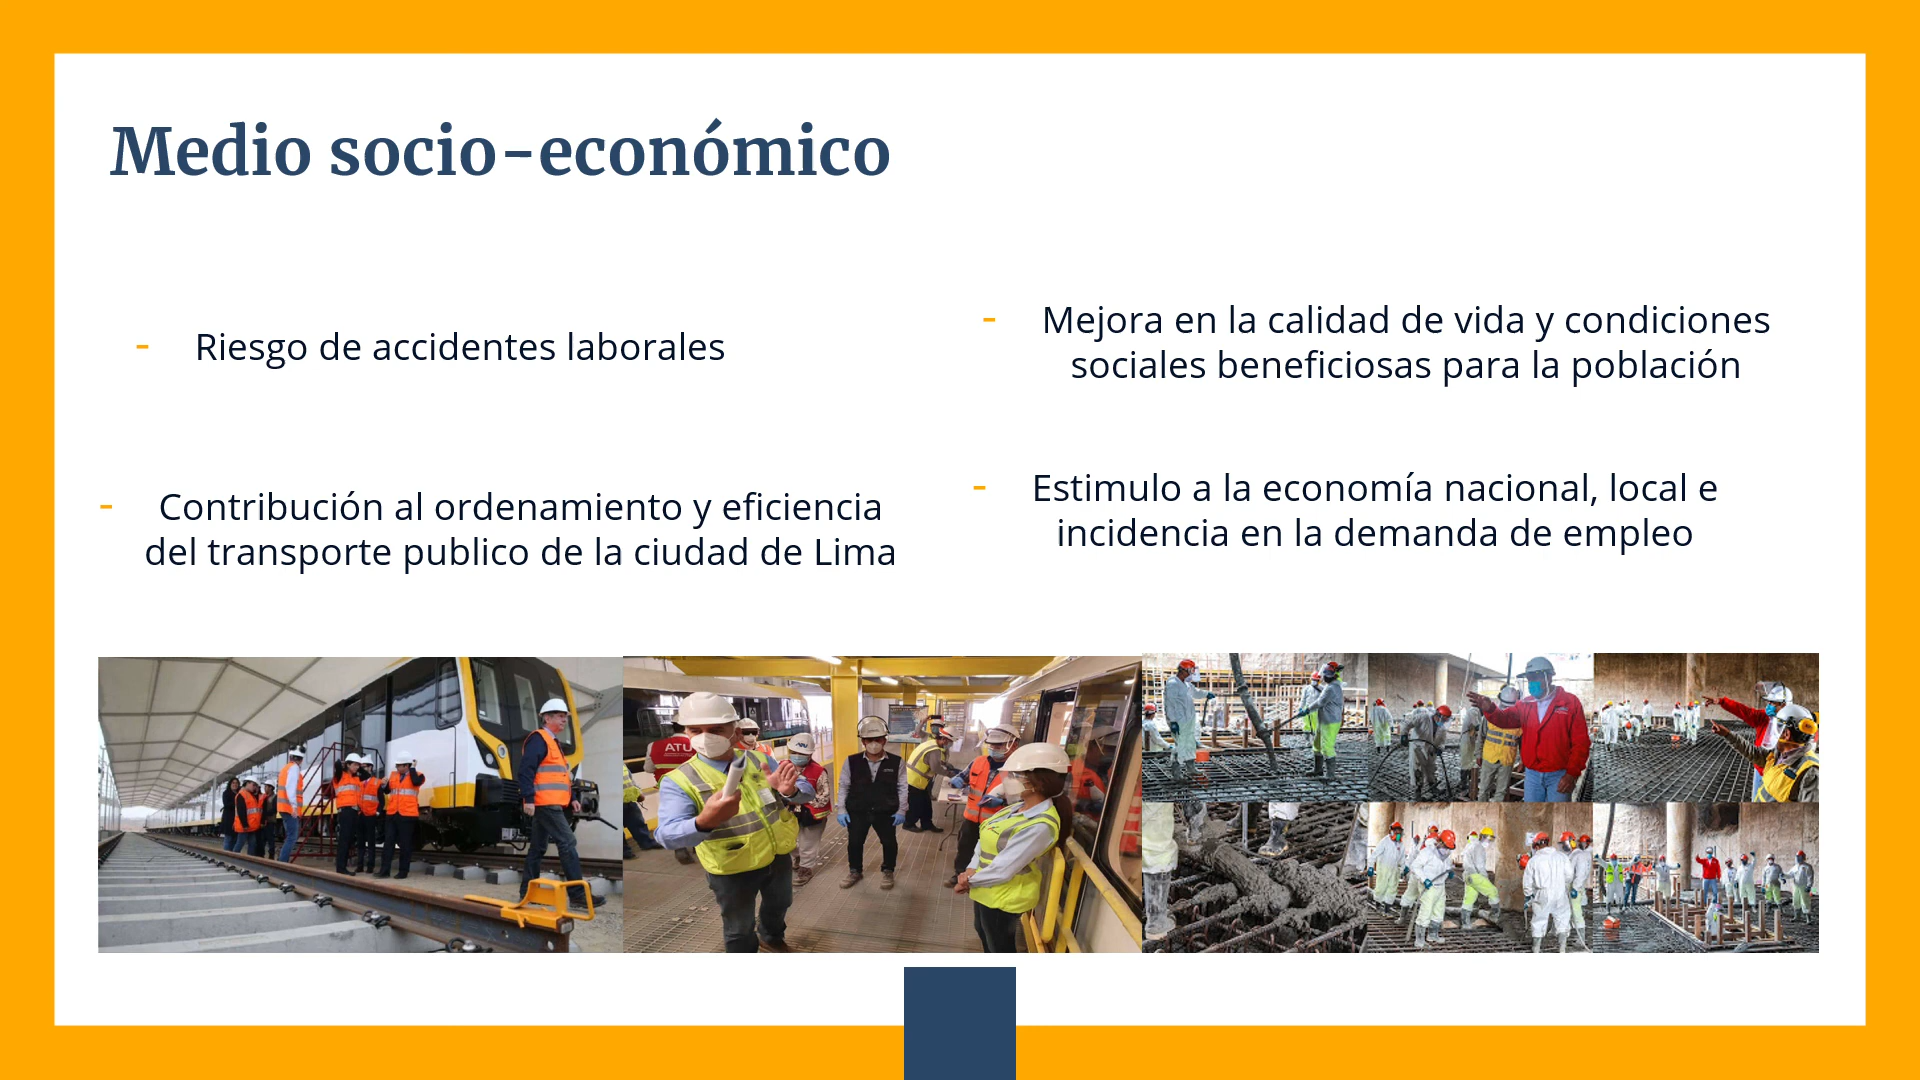 Medio socio-económico
- Riesgo de accidentes laborales
- Contribución al ordenamiento y eficiencia
del transporte publico de la ciudad de Lima
- Mejora en la calidad de vida y condiciones
sociales beneficiosas para la población
- Estimulo a la economía nacional, local e
incidencia en la demanda de empleo
ATU
ATU